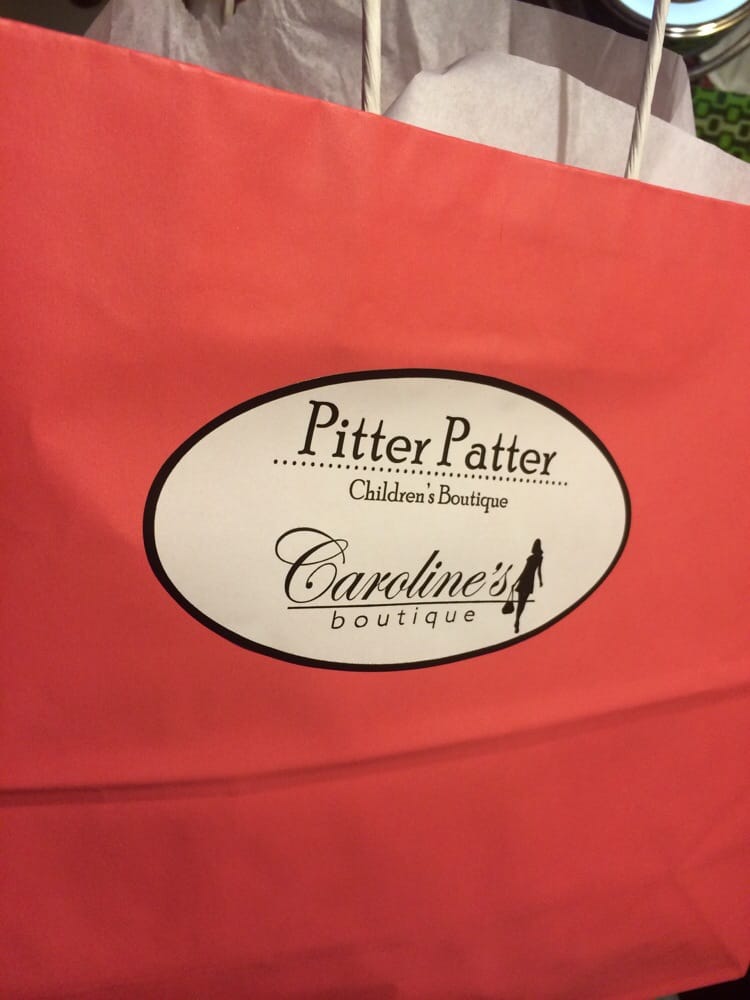 Pitter Patter
Children's Boutique
Caroline's
boutique